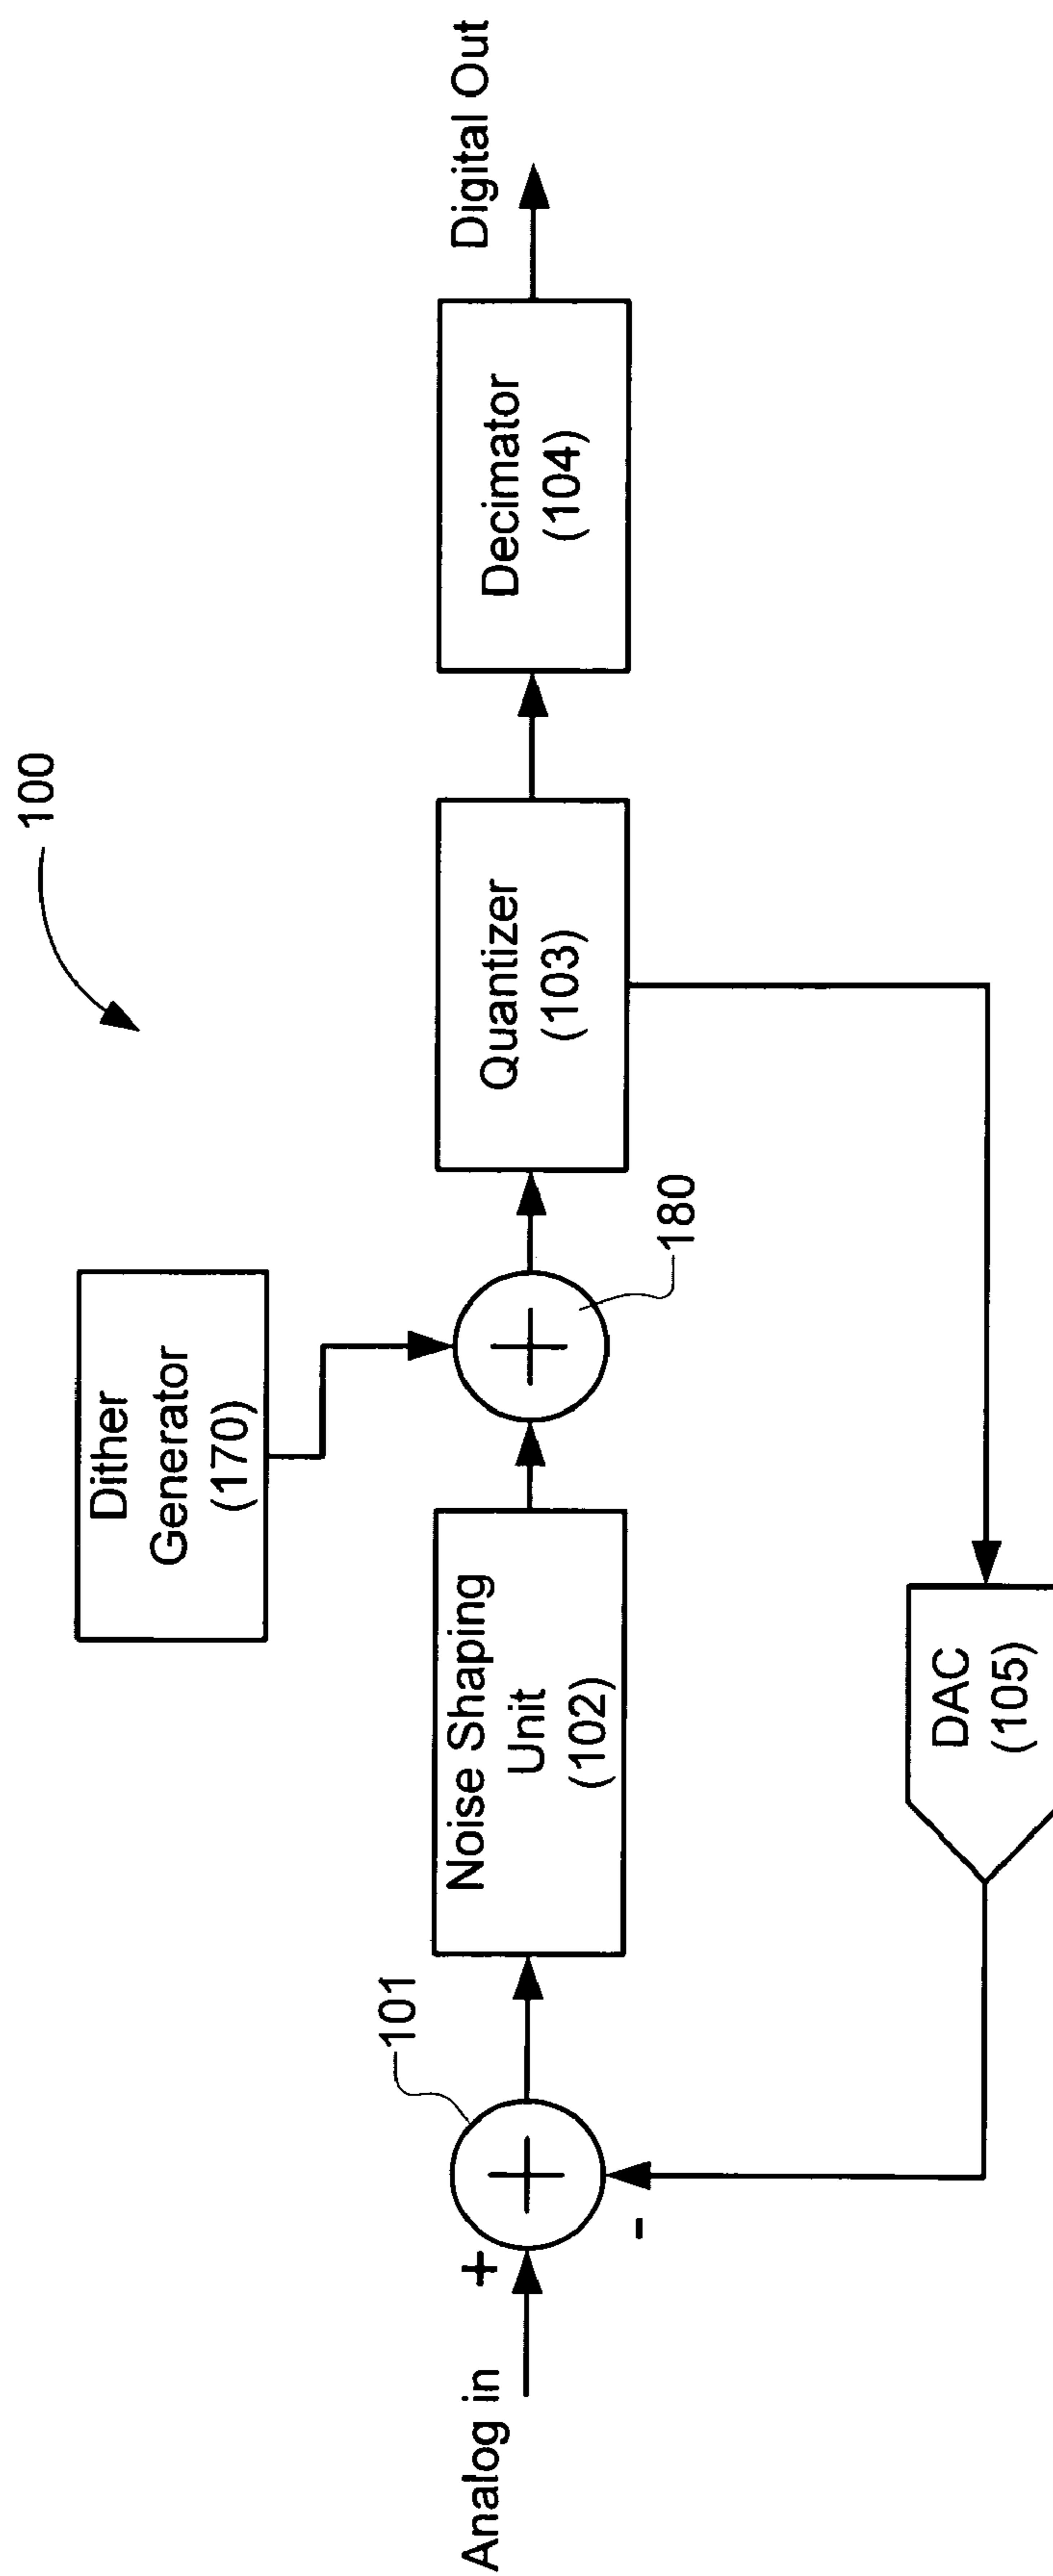 100
Dither
Generator
(170)
Analog in
+
-
101
Noise Shaping
Unit
(102)
180
Quantizer
(103)
Decimator
(104)
Digital Out
DAC
(105)